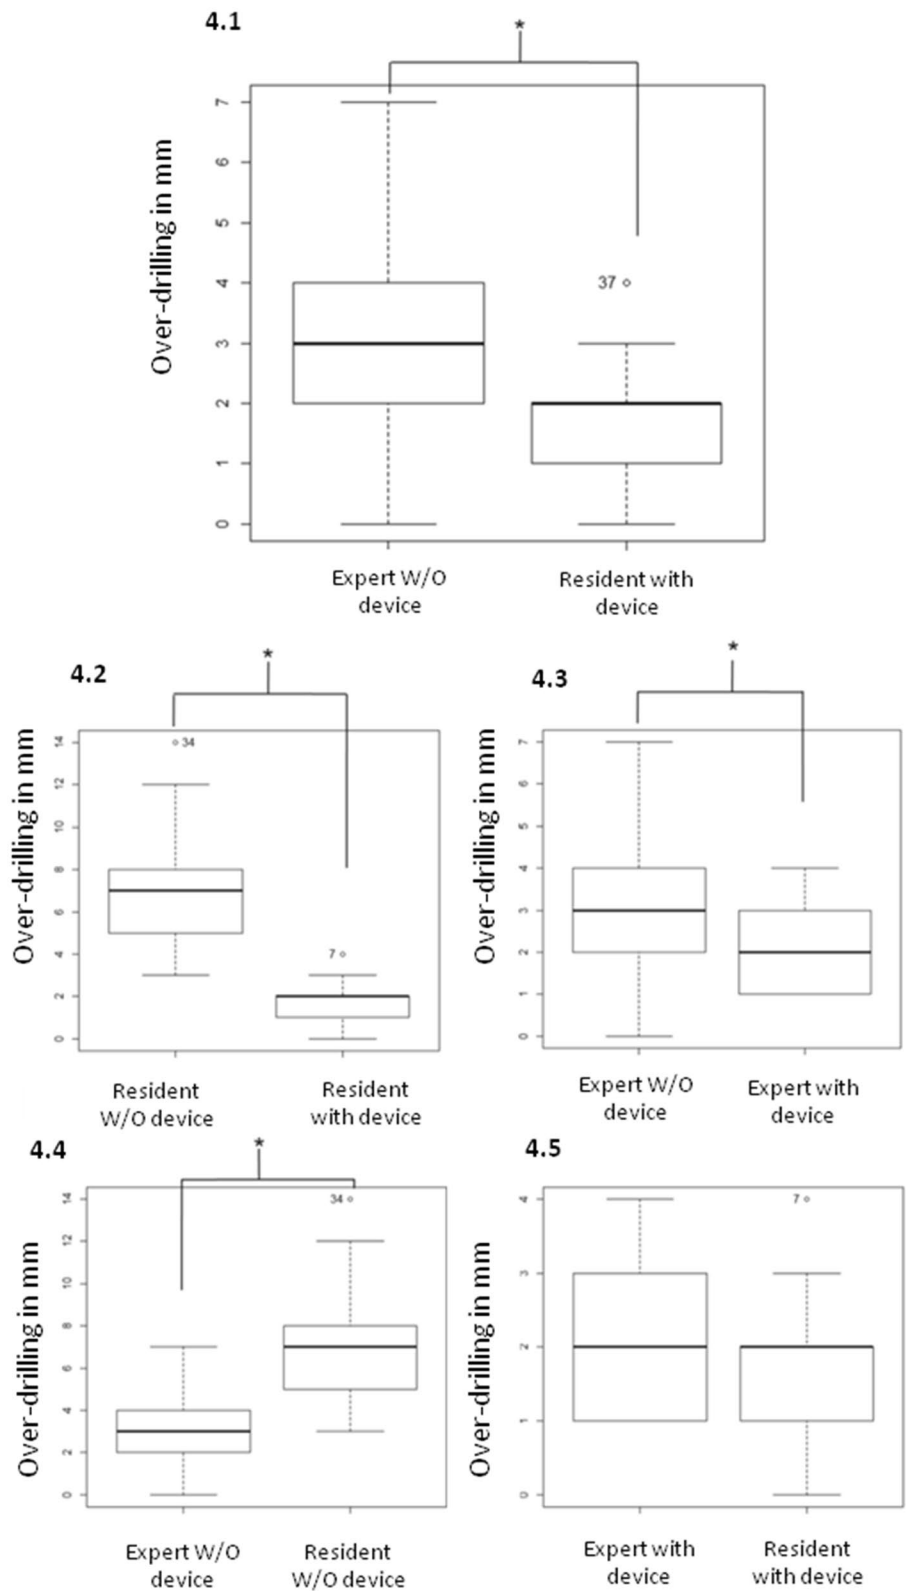 4.1
*
Over-drilling in mm
7
6
5
4
3
2
1
0
37
Expert W/O
device
Resident with
device
4.2
*
Over-drilling in mm
14
12
10
8
6
4
2
0
34
7
Resident
W/O device
Resident
with device
4.3
*
Over-drilling in mm
7
6
5
4
3
2
1
0
Expert W/O
device
Expert with
device
4.4
*
Over-drilling in mm
14
12
10
8
6
4
2
0
34
Expert W/O
device
Resident
W/O device
4.5
Over-drilling in mm
4
3
2
1
0
7
Expert with
device
Resident
with device